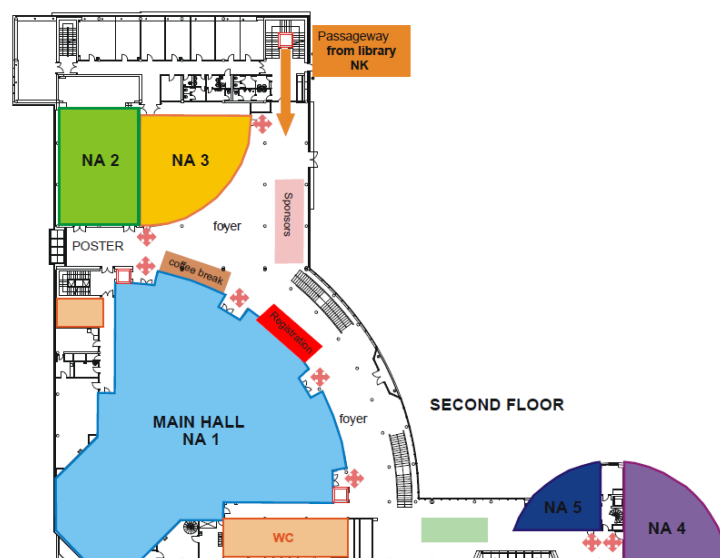 Passageway
from library
NK
NA 2
NA 3
Sponsors
foyer
POSTER
coffee break
Registration
SECOND FLOOR
foyer
MAIN HALL
NA 1
NA 5
NA 4
WC